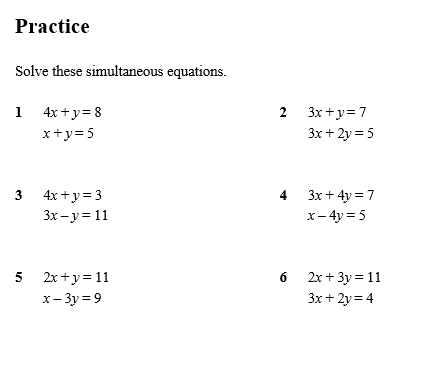 Practice
Solve these simultaneous equations.
1 4x + y = 8
x + y = 5
2 3x + y = 7
3x + 2y = 5
3 4x + y = 3
3x – y = 11
4 3x + 4y = 7
x – 4y = 5
5 2x + y = 11
x – 3y = 9
6 2x + 3y = 11
3x + 2y = 4